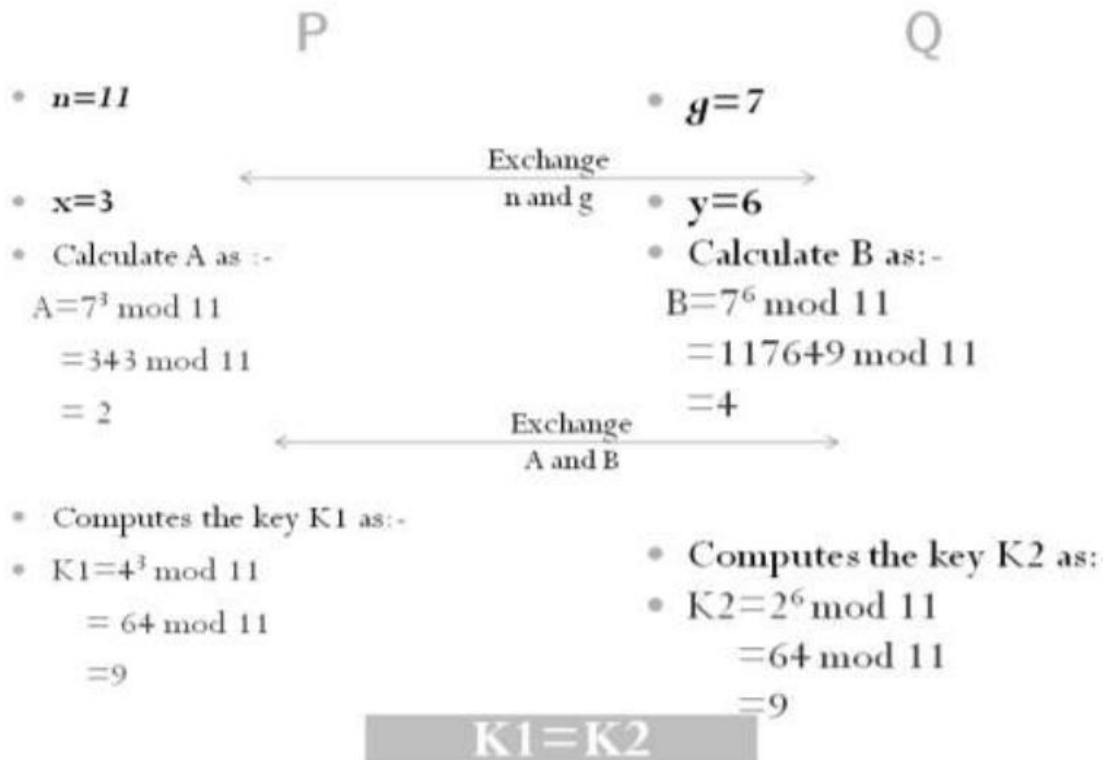 P
Q
• n=11
• g=7
Exchange
n and g
• x=3
• y=6
• Calculate A as :-
• Calculate B as:-
A=7³ mod 11
B=7⁶ mod 11
=343 mod 11
=117649 mod 11
= 2
=4
Exchange
A and B
• Computes the key K1 as:-
• Computes the key K2 as:
• K1=4³ mod 11
• K2=2⁶ mod 11
= 64 mod 11
=64 mod 11
=9
=9
K1=K2